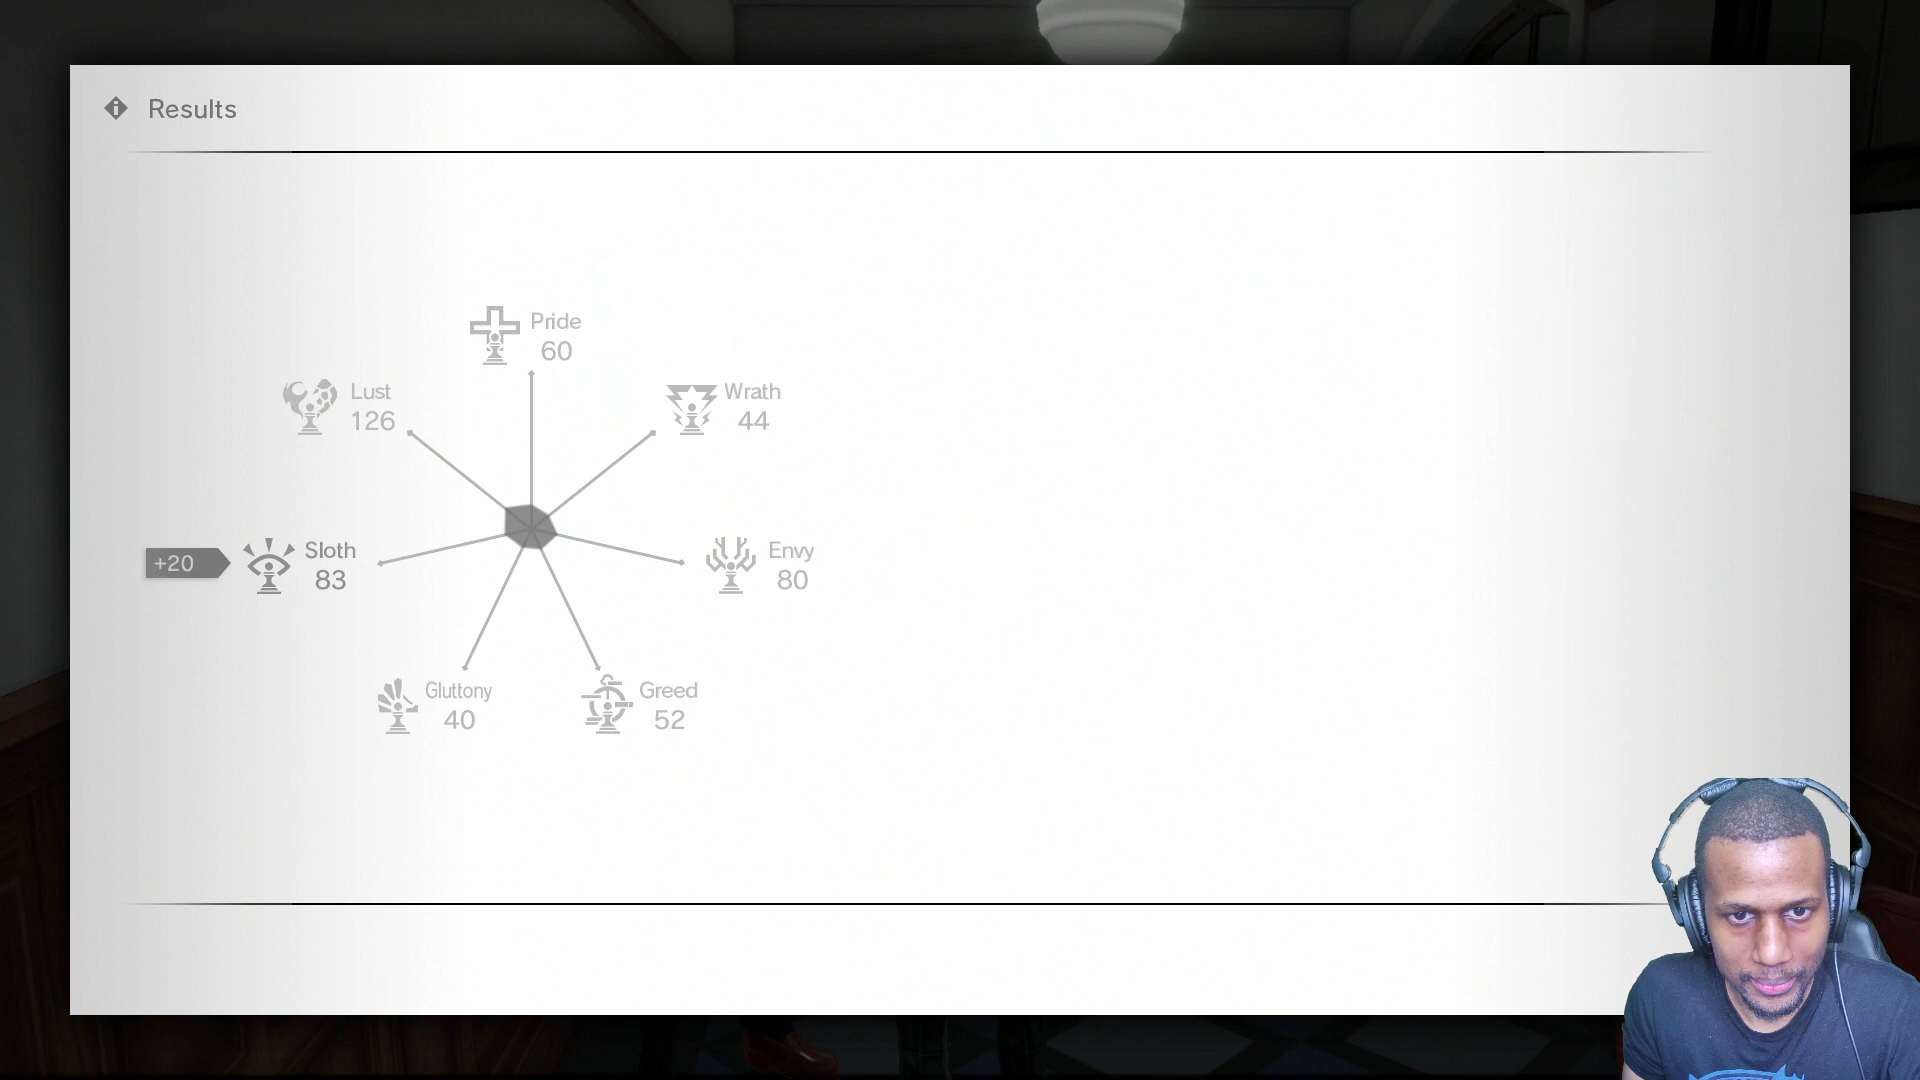 Results
Pride
60
Lust
126
Wrath
44
+20
Sloth
83
Envy
80
Gluttony
40
Greed
52